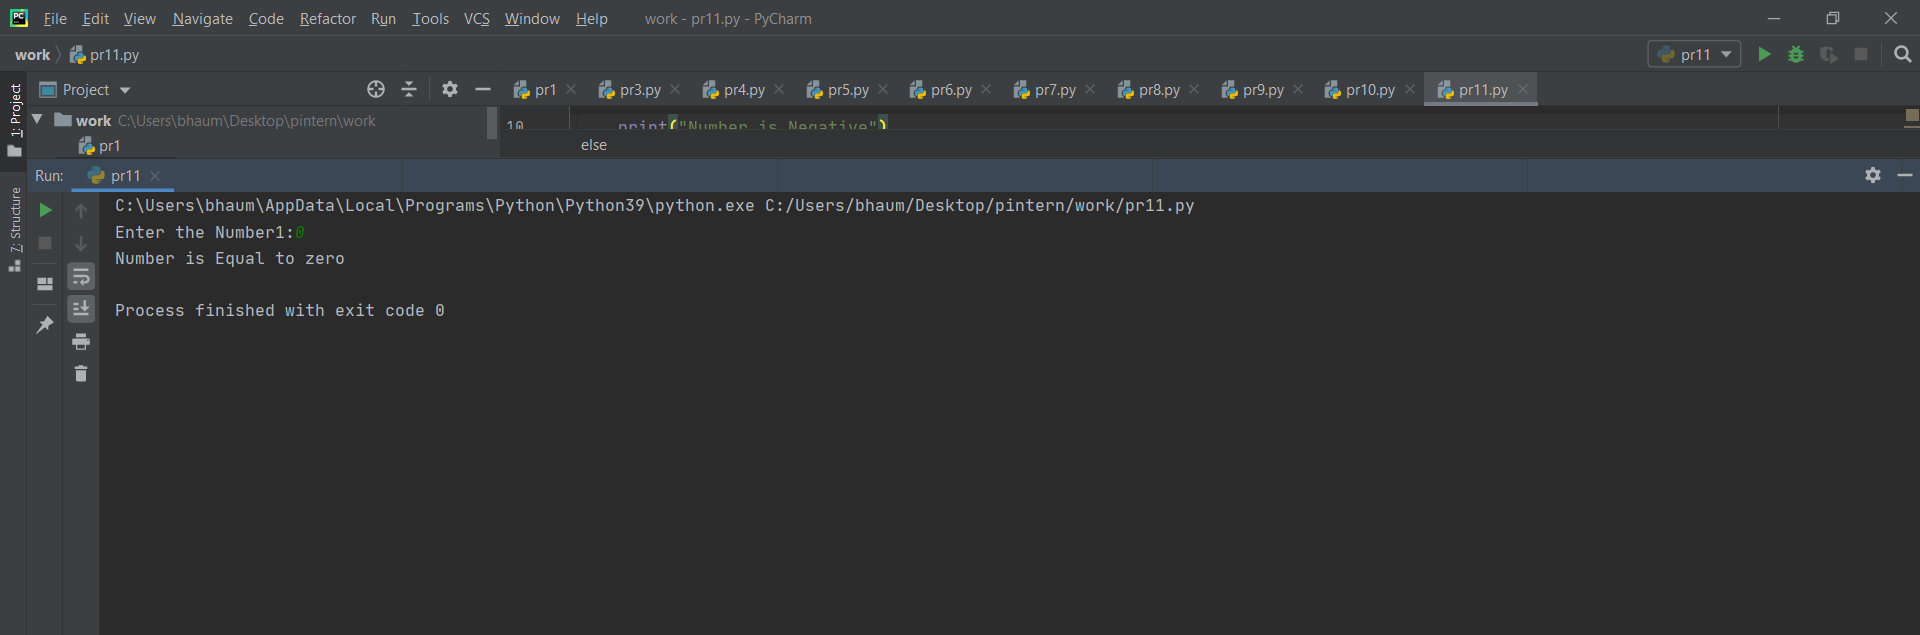 File Edit View Navigate Code Refactor Run Tools VCS Window Help work - pr11.py - PyCharm
work pr11.py pr11
1: Project
Project
pr1 pr3.py pr4.py pr5.py pr6.py pr7.py pr8.py pr9.py pr10.py pr11.py
work C:\Users\bhaum\Desktop\pintern\work
pr1
10 print("Number is Negative")
else
Run: pr11
7: Structure
C:\Users\bhaum\AppData\Local\Programs\Python\Python39\python.exe C:/Users/bhaum/Desktop/pintern/work/pr11.py
Enter the Number1:0
Number is Equal to zero
Process finished with exit code 0